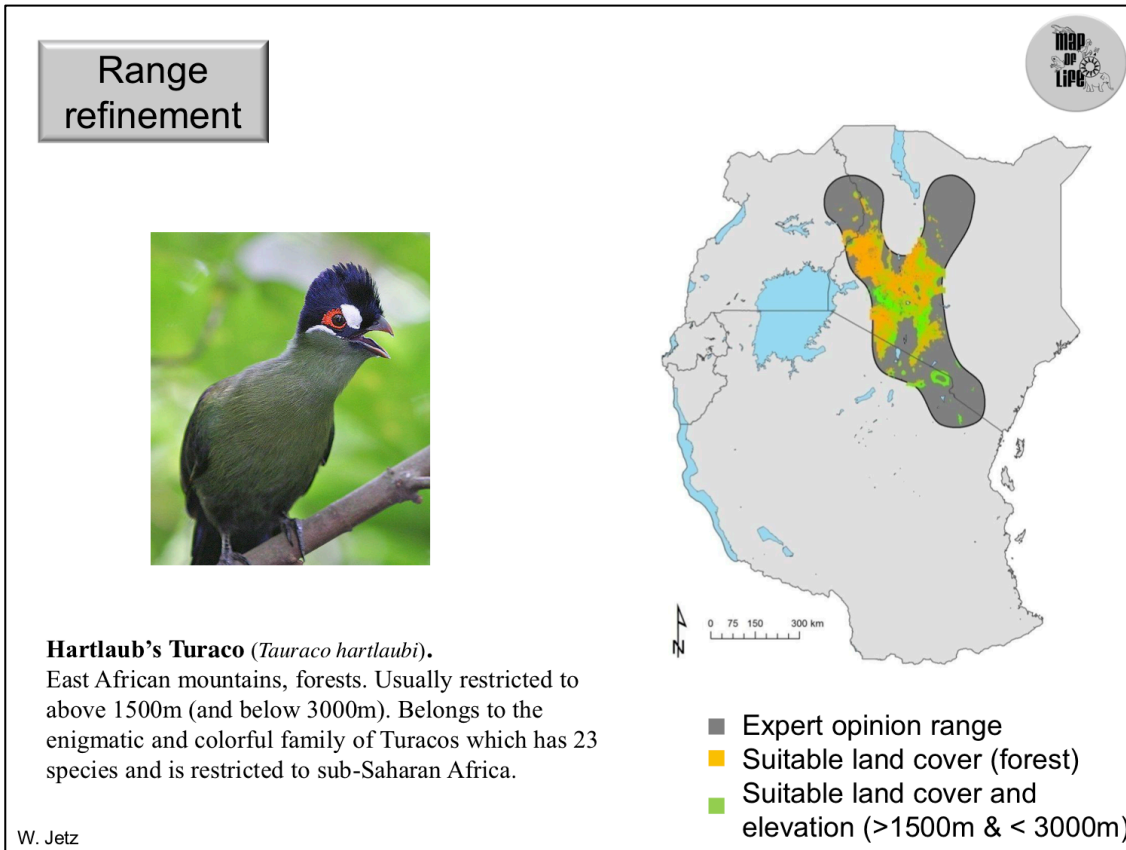 Range
refinement
map
OF
LIFE
0 75 150 300 km
N
Hartlaub's Turaco (Tauraco hartlaubi).
East African mountains, forests. Usually restricted to
above 1500m (and below 3000m). Belongs to the
enigmatic and colorful family of Turacos which has 23
species and is restricted to sub-Saharan Africa.
Expert opinion range
Suitable land cover (forest)
Suitable land cover and
elevation (>1500m & < 3000m)
W. Jetz